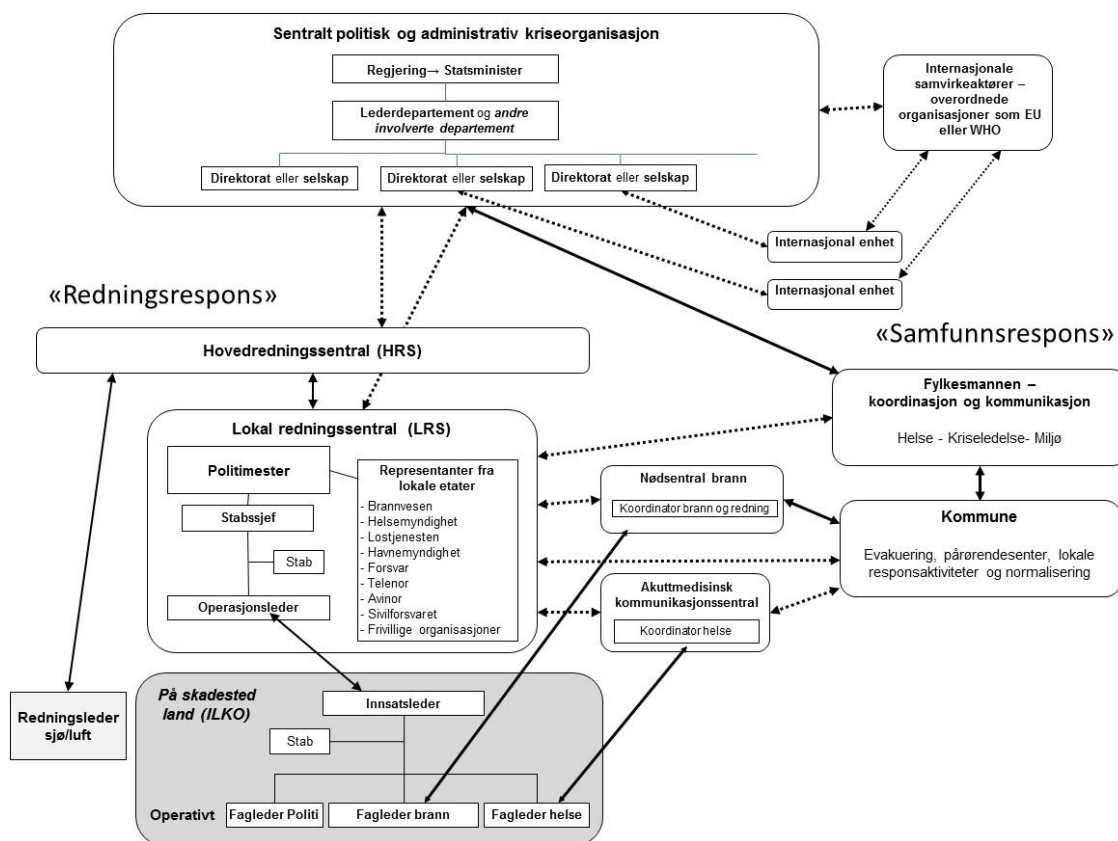 Sentralt politisk og administrativ kriseorganisasjon
Regjering→ Statsminister
Lederdepartement og andre
involverte departement
Direktorat eller selskap
Direktorat eller selskap
Direktorat eller selskap
Internasjonale
samvirkeaktører –
overordnede
organisasjoner som EU
eller WHO
Internasjonal enhet
Internasjonal enhet
«Redningsrespons»
«Samfunnsrespons»
Hovedredningssentral (HRS)
Fylkesmannen –
koordinasjon og kommunikasjon
Helse - Kriseledelse- Miljø
Lokal redningssentral (LRS)
Politimester
Stabssjef
Stab
Operasjonsleder
Representanter fra
lokale etater
- Brannvesen
- Helsemyndighet
- Lostjenesten
- Havnemyndighet
- Forsvar
- Telenor
- Avinor
- Sivilforsvaret
- Frivillige organisasjoner
Nødsentral brann
Koordinator brann og redning
Kommune
Evakuering, pårørendesenter, lokale
responsaktiviteter og normalisering
Akuttmedisinsk
kommunikasjonssentral
Koordinator helse
Redningsleder
sjø/luft
På skadested
land (ILKO)
Innsatsleder
Stab
Operativt
Fagleder Politi
Fagleder brann
Fagleder helse